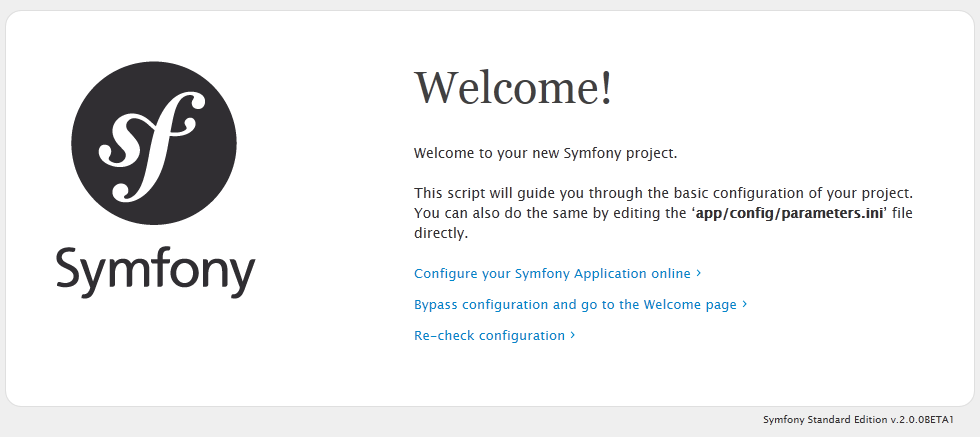 sf
Symfony
Welcome!
Welcome to your new Symfony project.
This script will guide you through the basic configuration of your project.
You can also do the same by editing the ‘app/config/parameters.ini’ file
directly.
Configure your Symfony Application online ›
Bypass configuration and go to the Welcome page ›
Re-check configuration ›
Symfony Standard Edition v.2.0.0BETA1